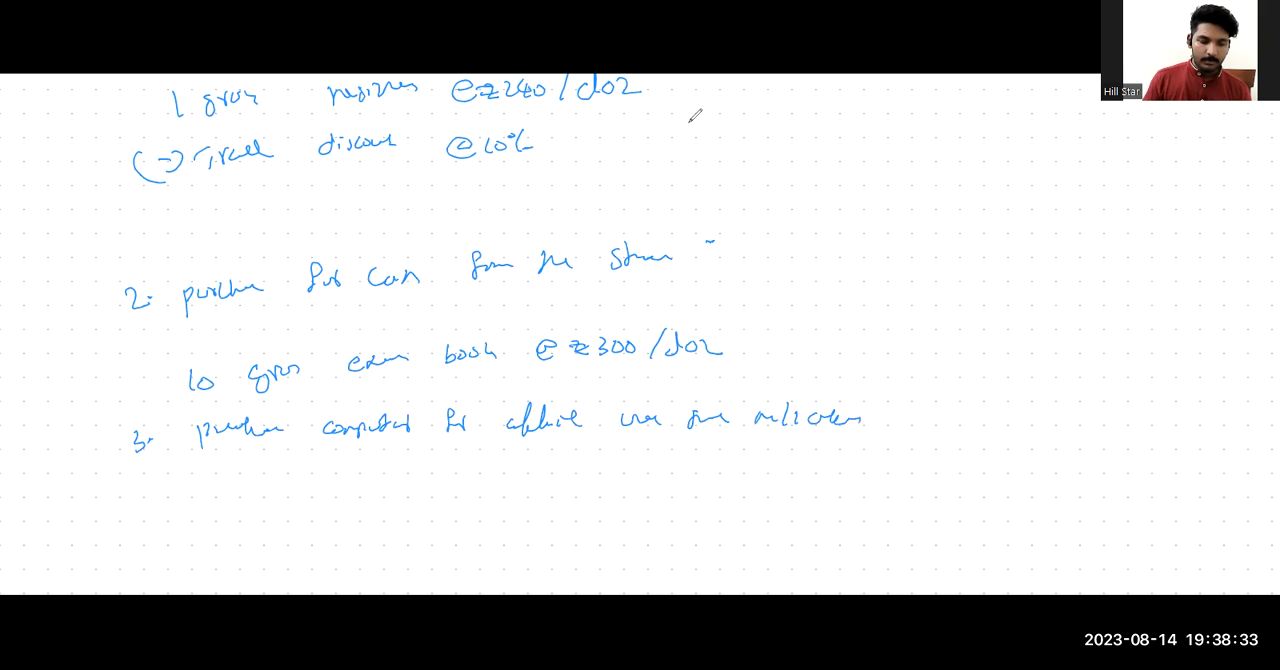 1 gross registers @ ₹240/doz
Hill Star
(-) Trade discount @10%
2. purchase for cash from the same -
10 gross exam book @ ₹300/doz
3. purchase computer for office use from M/s
2023-08-14 19:38:33